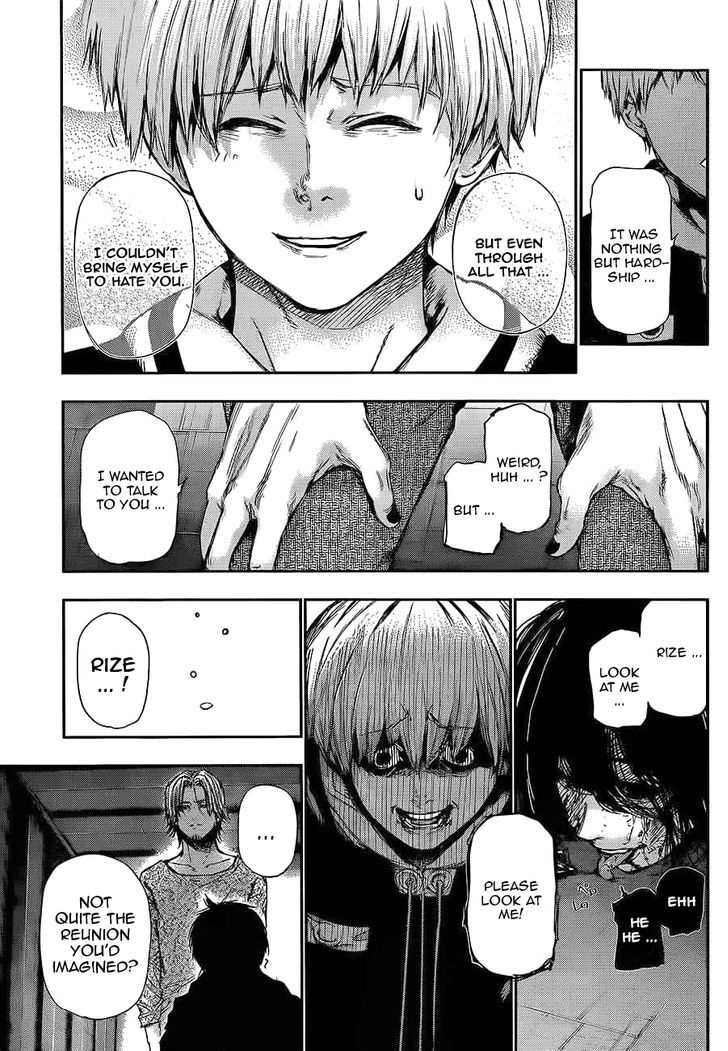 IT WAS
NOTHING
BUT HARD-
SHIP ...
BUT EVEN
THROUGH
ALL THAT ...
I COULDN'T
BRING MYSELF
TO HATE YOU.
WEIRD,
HUH ... ?
BUT ...
I WANTED
TO TALK
TO YOU ...
RIZE ...
LOOK
AT ME
...
EHH
HE
HE ...
PLEASE
LOOK AT
ME!
RIZE
... !
...
NOT
QUITE THE
REUNION
YOU'D
IMAGINED?